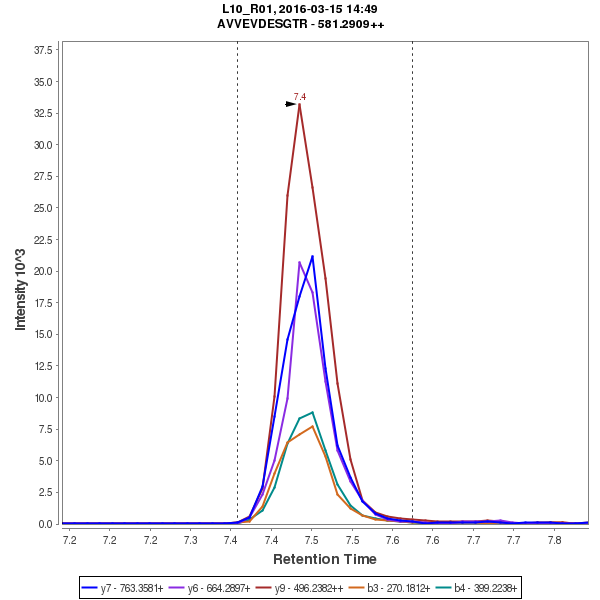 L10_R01, 2016-03-15 14:49
AVVEVDESGTR - 581.2909++
Intensity 10^3
37.5
35.0
32.5
30.0
27.5
25.0
22.5
20.0
17.5
15.0
12.5
10.0
7.5
5.0
2.5
0.0
7.4
7.2 7.2 7.2 7.3 7.4 7.4 7.5 7.5 7.6 7.6 7.7 7.7 7.8
Retention Time
y7 - 763.3581+ y6 - 664.2897+ y9 - 496.2382++ b3 - 270.1812+ b4 - 399.2238+